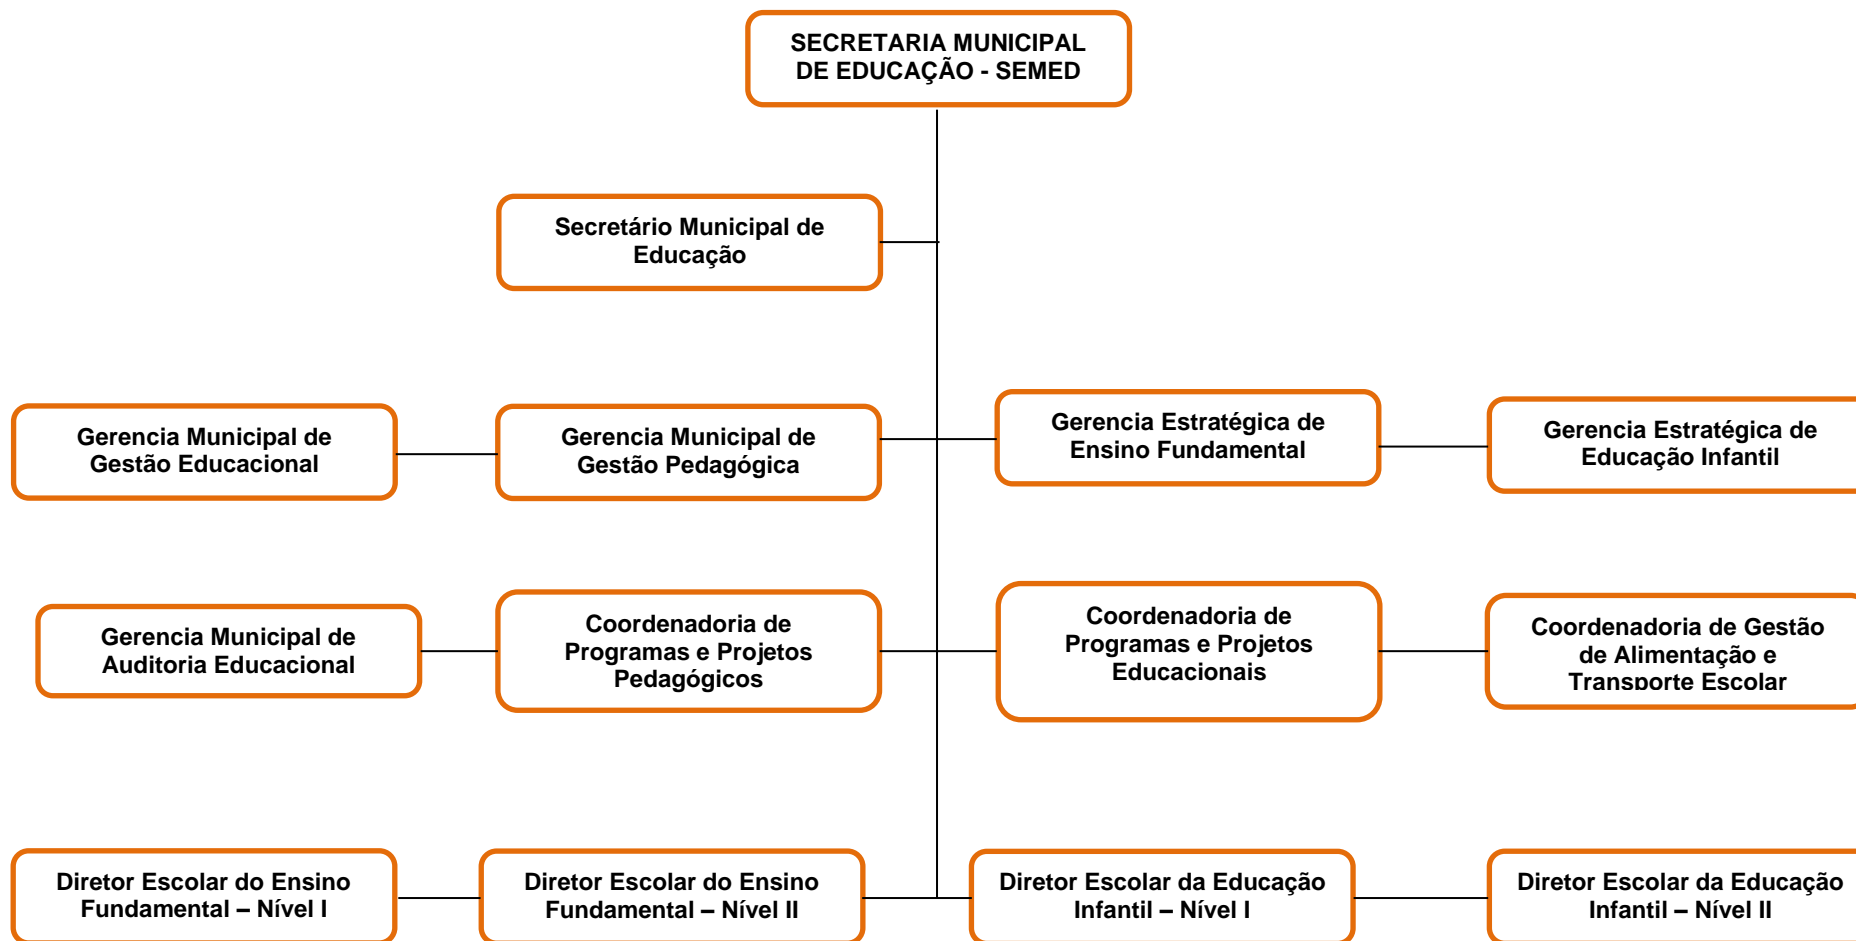 SECRETARIA MUNICIPAL
DE EDUCAÇÃO - SEMED
Secretário Municipal de
Educação
Gerencia Municipal de
Gestão Educacional
Gerencia Municipal de
Gestão Pedagógica
Gerencia Estratégica de
Ensino Fundamental
Gerencia Estratégica de
Educação Infantil
Gerencia Municipal de
Auditoria Educacional
Coordenadoria de
Programas e Projetos
Pedagógicos
Coordenadoria de
Programas e Projetos
Educacionais
Coordenadoria de Gestão
de Alimentação e
Transporte Escolar
Diretor Escolar do Ensino
Fundamental – Nível I
Diretor Escolar do Ensino
Fundamental – Nível II
Diretor Escolar da Educação
Infantil – Nível I
Diretor Escolar da Educação
Infantil – Nível II